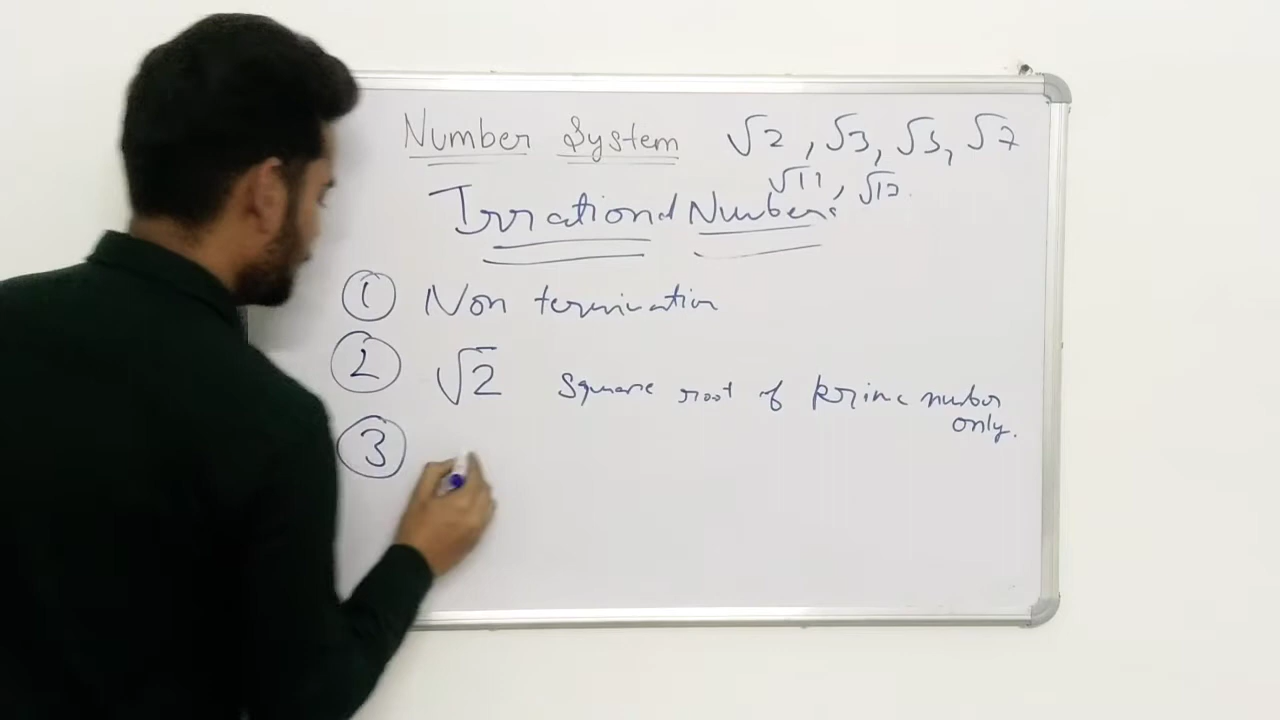 Number System √2, √3, √5, √7
√11, √13.
Irrational Number:
① Non termination
② √2 Square root of prime number
only.
③